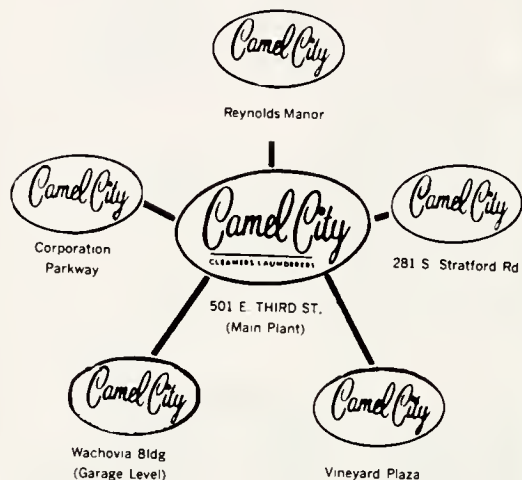 Camel City
Reynolds Manor
Camel City
Corporation
Parkway
Camel City
CLEANERS LAUNDERERS
501 E. THIRD ST.
(Main Plant)
Camel City
281 S. Stratford Rd
Camel City
Wachovia Bldg
(Garage Level)
Camel City
Vineyard Plaza